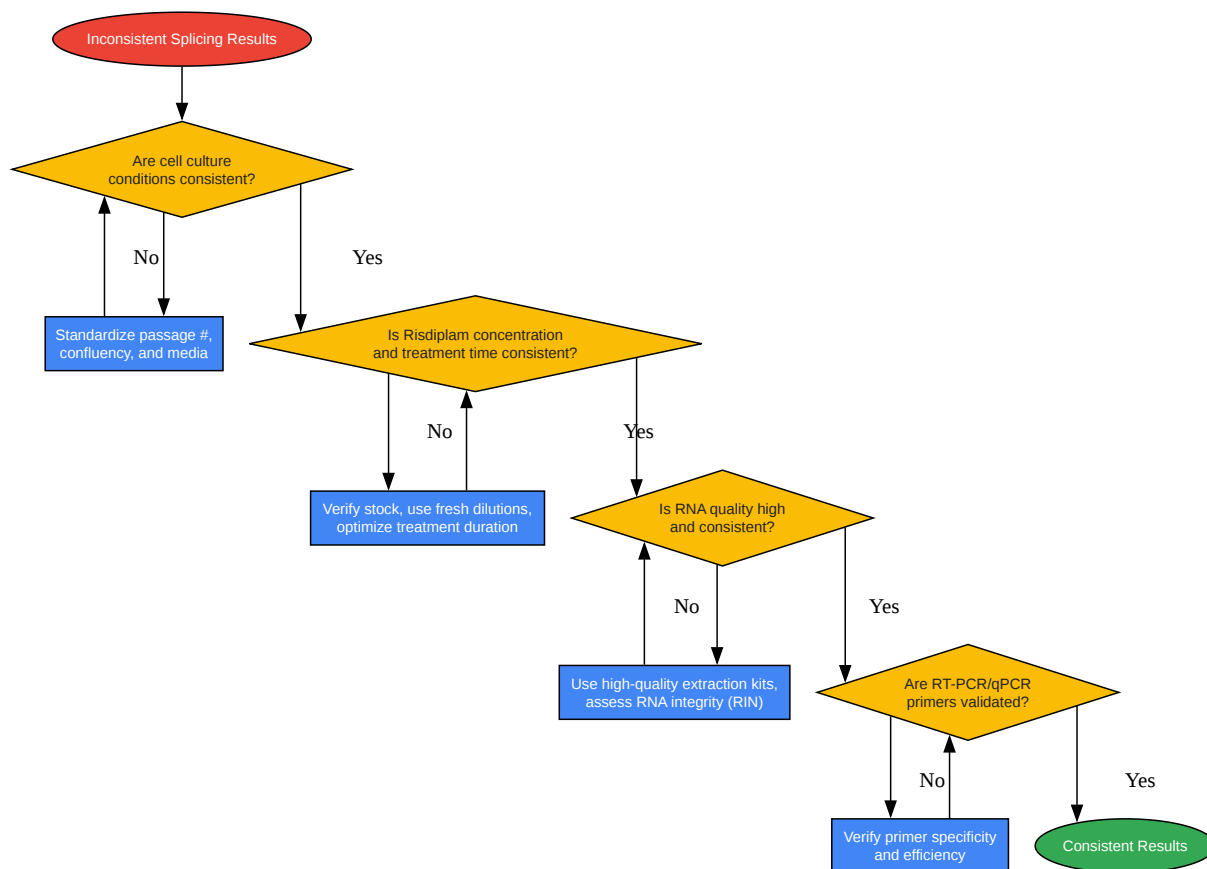 Inconsistent Splicing Results
Are cell culture
conditions consistent?
No
Yes
Standardize passage #,
confluency, and media
Is Risdiplam concentration
and treatment time consistent?
No
Yes
Verify stock, use fresh dilutions,
optimize treatment duration
Is RNA quality high
and consistent?
No
Yes
Use high-quality extraction kits,
assess RNA integrity (RIN)
Are RT-PCR/qPCR
primers validated?
No
Yes
Verify primer specificity
and efficiency
Consistent Results